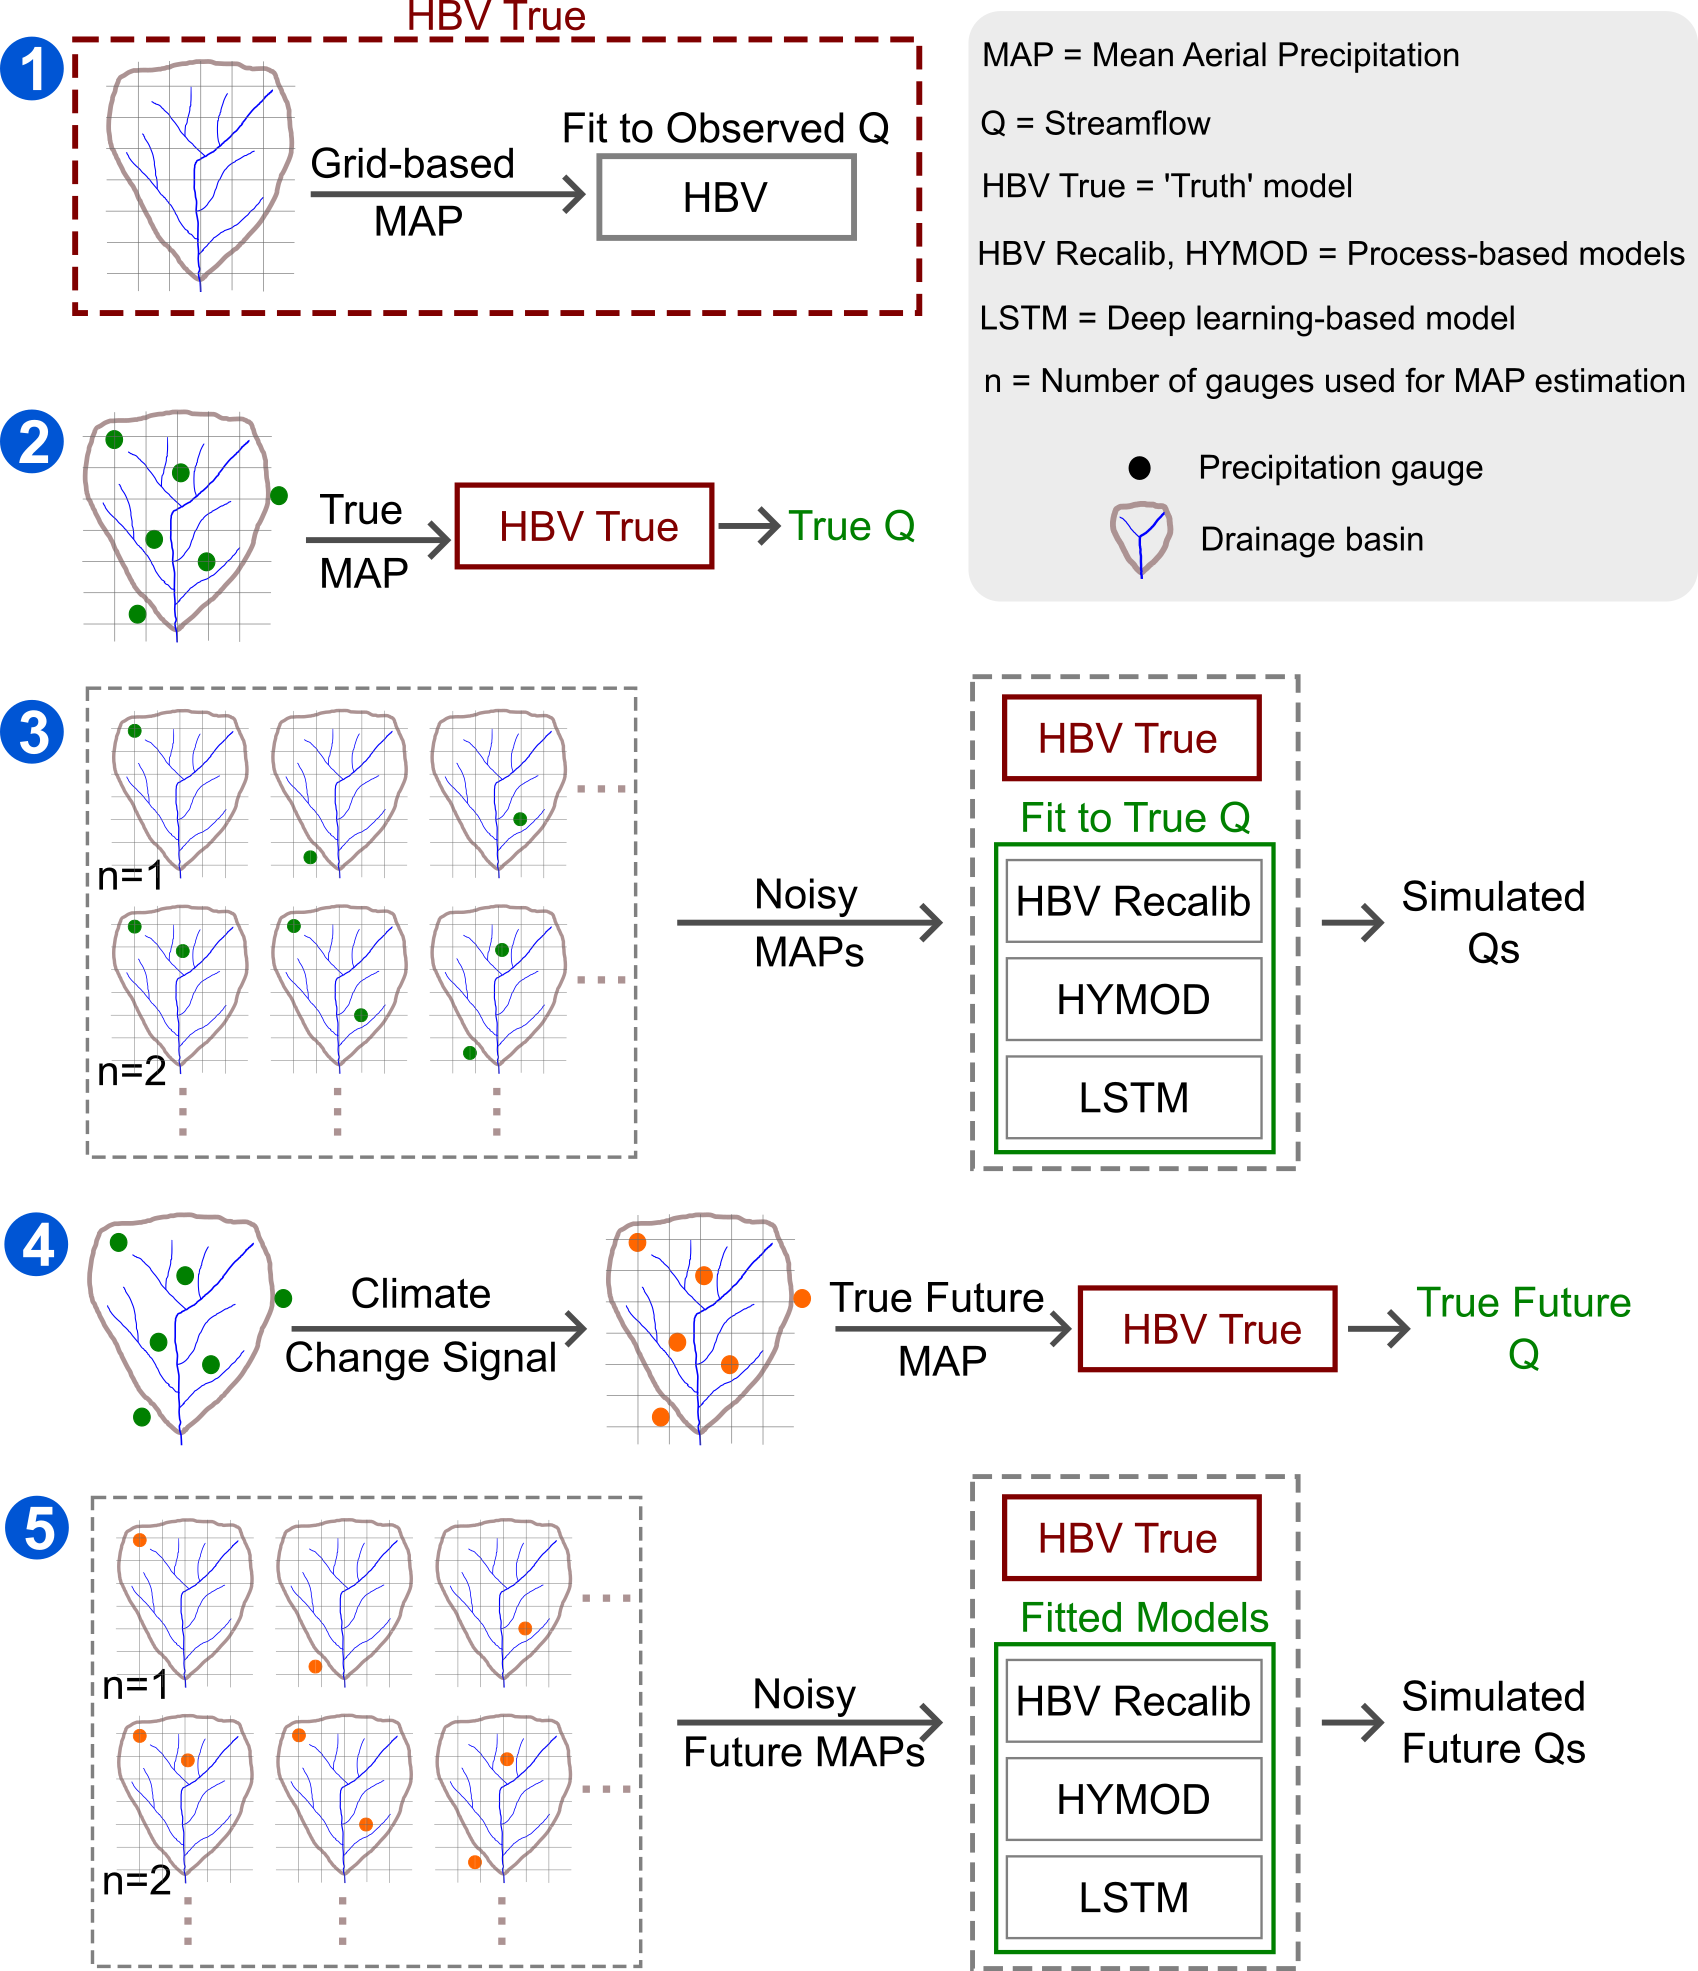 HBV True
1
Grid-based
MAP
Fit to Observed Q
HBV
MAP = Mean Aerial Precipitation
Q = Streamflow
HBV True = 'Truth' model
HBV Recalib, HYMOD = Process-based models
LSTM = Deep learning-based model
n = Number of gauges used for MAP estimation
Precipitation gauge
Drainage basin
2
True
MAP
HBV True
True Q
3
n=1
n=2
Noisy
MAPs
HBV True
Fit to True Q
HBV Recalib
HYMOD
LSTM
Simulated
Qs
4
Climate
Change Signal
True Future
MAP
HBV True
True Future
Q
5
n=1
n=2
Noisy
Future MAPs
HBV True
Fitted Models
HBV Recalib
HYMOD
LSTM
Simulated
Future Qs